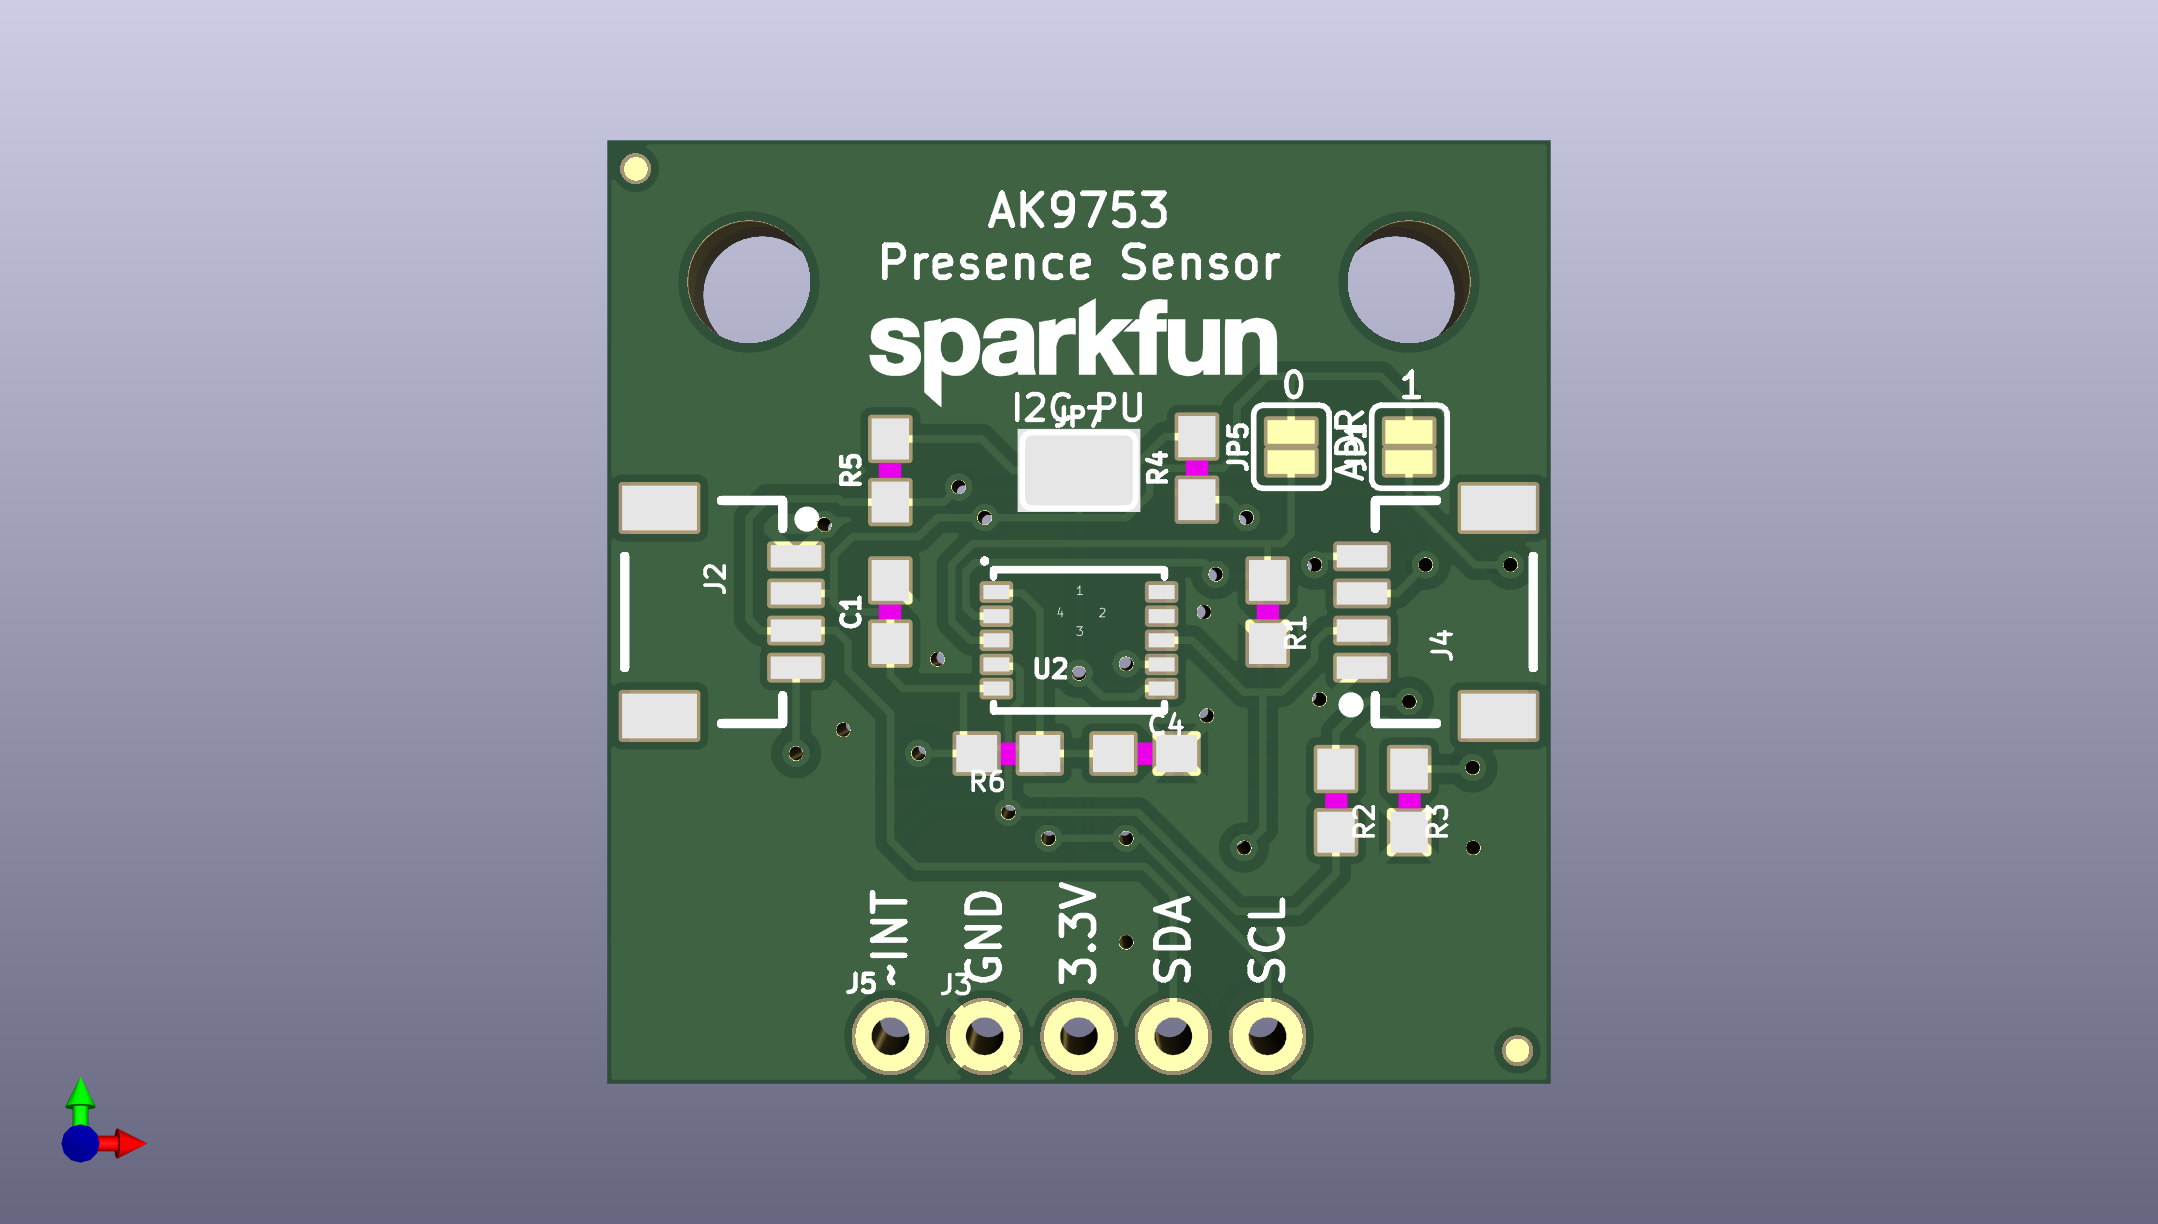 AK9753
Presence Sensor
sparkfun
0 1
I2C-PU
JP7
R5
R4
JP5
ADR
J2
C1
1
4 2
3
R1
J4
U2
C4
R6
R2
R3
~INT
GND
3.3V
SDA
SCL
J5
J3